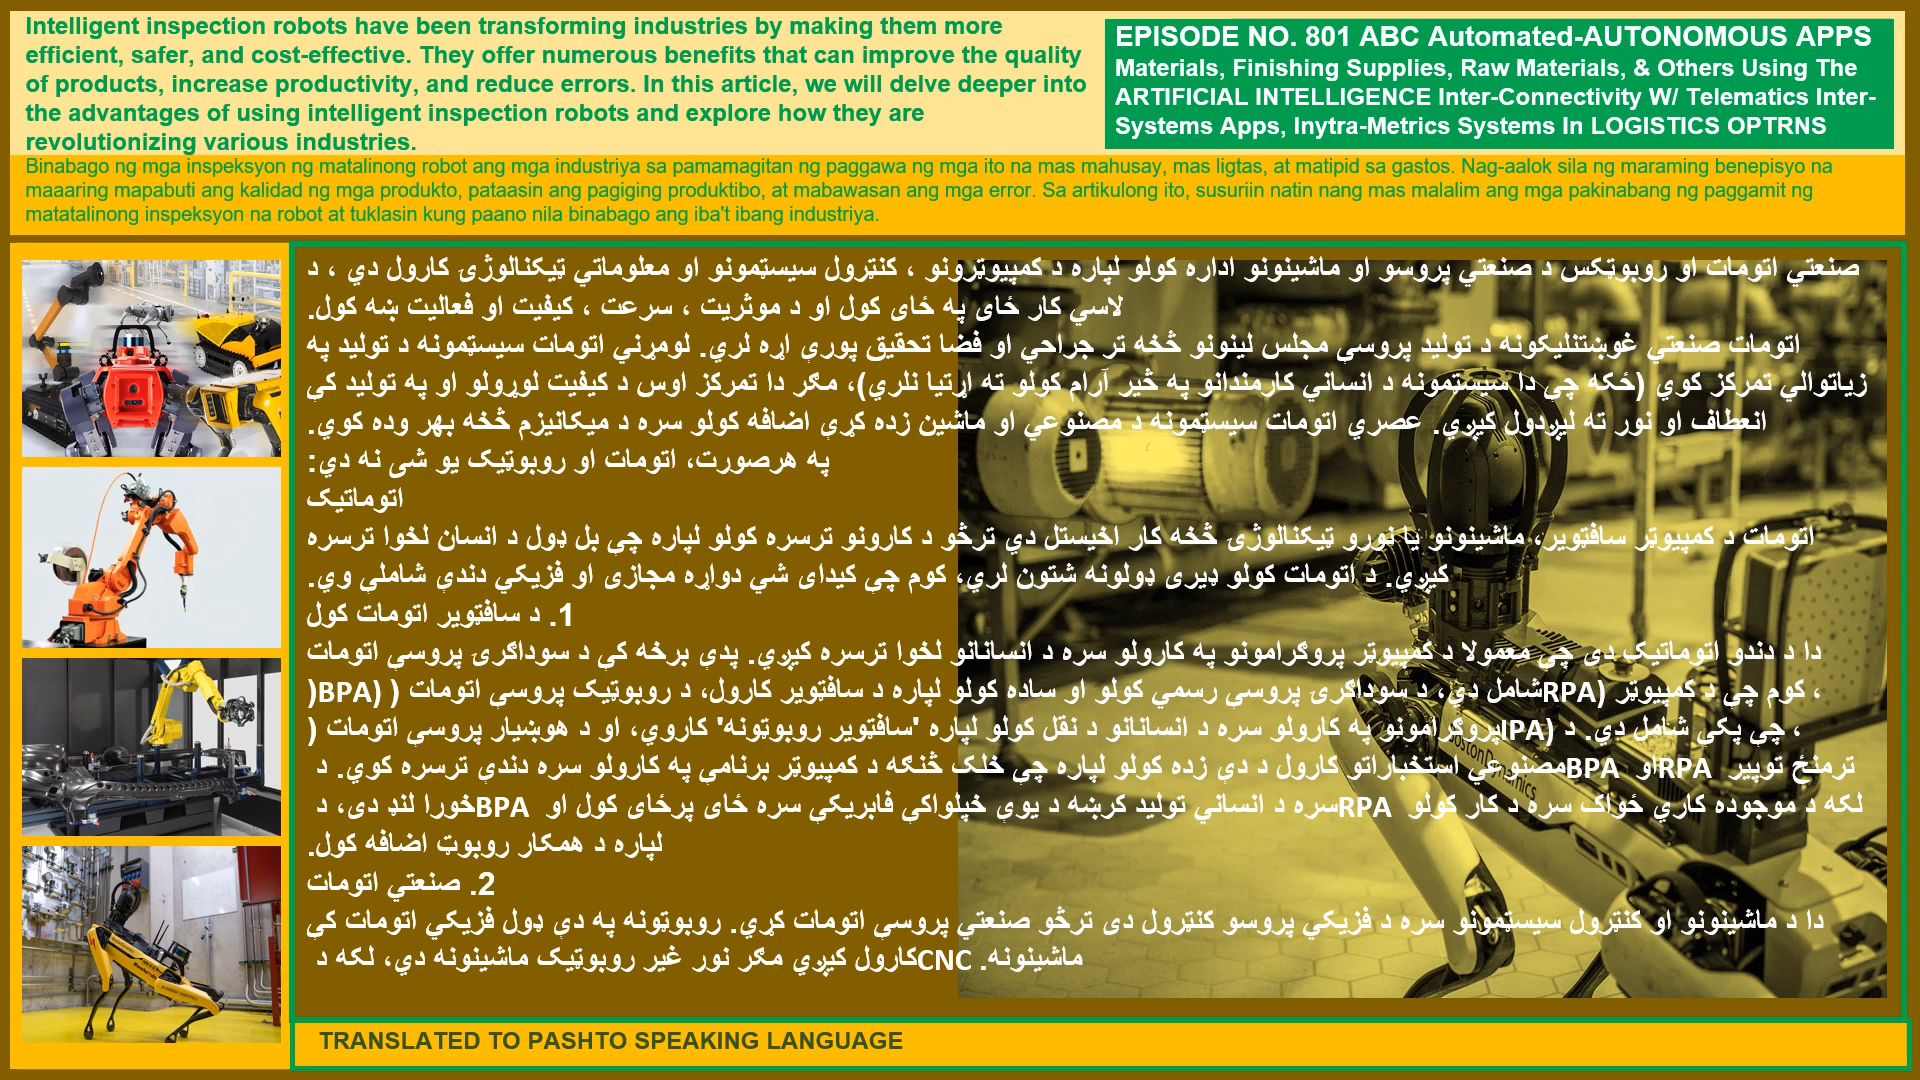 Intelligent inspection robots have been transforming industries by making them more
efficient, safer, and cost-effective. They offer numerous benefits that can improve the quality
of products, increase productivity, and reduce errors. In this article, we will delve deeper into
the advantages of using intelligent inspection robots and explore how they are
revolutionizing various industries.
EPISODE NO. 801 ABC Automated-AUTONOMOUS APPS
Materials, Finishing Supplies, Raw Materials, & Others Using The
ARTIFICIAL INTELLIGENCE Inter-Connectivity W/ Telematics Inter-
Systems Apps, Inytra-Metrics Systems In LOGISTICS OPTRNS
Binabago ng mga inspeksyon ng matalinong robot ang mga industriya sa pamamagitan ng paggawa ng mga ito na mas mahusay, mas ligtas, at matipid sa gastos. Nag-aalok sila ng maraming benepisyo na
maaaring mapabuti ang kalidad ng mga produkto, pataasin ang pagiging produktibo, at mabawasan ang mga error. Sa artikulong ito, susuriin natin nang mas malalim ang mga pakinabang ng paggamit ng
matatalinong inspeksyon na robot at tuklasin kung paano nila binabago ang iba't ibang industriya.
صنعتي اتومات او روبوټکس د صنعتي پروسو او ماشینونو اداره کولو لپاره د کمپیوټرونو ، کنټرول سیسټمونو او معلوماتي ټیکنالوژۍ کارول دي ، د
لاسي کار ځای په ځای کول او د موثریت ، سرعت ، کیفیت او فعالیت ښه کول.
اتومات صنعتي غوښتنلیکونه د تولید پروسې مجلس لینونو څخه تر جراحي او فضا تحقیق پورې اړه لري. لومړني اتومات سیسټمونه د تولید په
زیاتوالي تمرکز کوي (ځکه چې دا سیسټمونه د انساني کارمندانو په څیر آرام کولو ته اړتیا نلري)، مګر دا تمرکز اوس د کیفیت لوړولو او په تولید کې
انعطاف او نور ته لیږدول کیږي. عصري اتومات سیسټمونه د مصنوعي او ماشین زده کړې اضافه کولو سره د میکانیزم څخه بهر وده کوي.
په هرصورت، اتومات او روبوټیک یو شی نه دي:
اتوماتیک
اتومات د کمپیوټر سافټویر، ماشینونو یا نورو ټیکنالوژۍ څخه کار اخیستل دي ترڅو د کارونو ترسره کولو لپاره چې بل ډول د انسان لخوا ترسره
کیږي. د اتومات کولو ډیری ډولونه شتون لري، کوم چې کیدای شي دواړه مجازی او فزیکي دندې شاملې وي.
1. د سافټویر اتومات کول
دا د دندو اتوماتیک دی چې معمولا د کمپیوټر پروګرامونو په کارولو سره د انسانانو لخوا ترسره کیږي. پدې برخه کې د سوداګرۍ پروسې اتومات
، کوم چې د کمپیوټر (RPAشامل دي، د سوداګرۍ پروسې رسمي کولو او ساده کولو لپاره د سافټویر کارول، د روبوټیک پروسې اتومات ( (BPA)
، چې پکې شامل دي. د (IPAپروګرامونو په کارولو سره د انسانانو د نقل کولو لپاره 'سافټویر روبوټونه' کاروي، او د هوښیار پروسې اتومات (
ترمنځ توپیر RPAاو BPAمصنوعي استخباراتو کارول د دې زده کولو لپاره چې خلک څنګه د کمپیوټر برنامې په کارولو سره دندې ترسره کوي. د
لکه د موجوده کاري ځواک سره د کار کولو RPAسره د انساني تولید کرښه د یوې خپلواکې فابریکې سره ځای پرځای کول او BPAخورا لنډ دی، د
لپاره د همکار روبوټ اضافه کول.
2. صنعتي اتومات
دا د ماشینونو او کنټرول سیسټمونو سره د فزیکي پروسو کنټرول دی ترڅو صنعتي پروسې اتومات کړي. روبوټونه په دې ډول فزیکي اتومات کې
ماشینونه. CNCکارول کیږي مګر نور غیر روبوټیک ماشینونه دي، لکه د
BostonDynamics
TRANSLATED TO PASHTO SPEAKING LANGUAGE